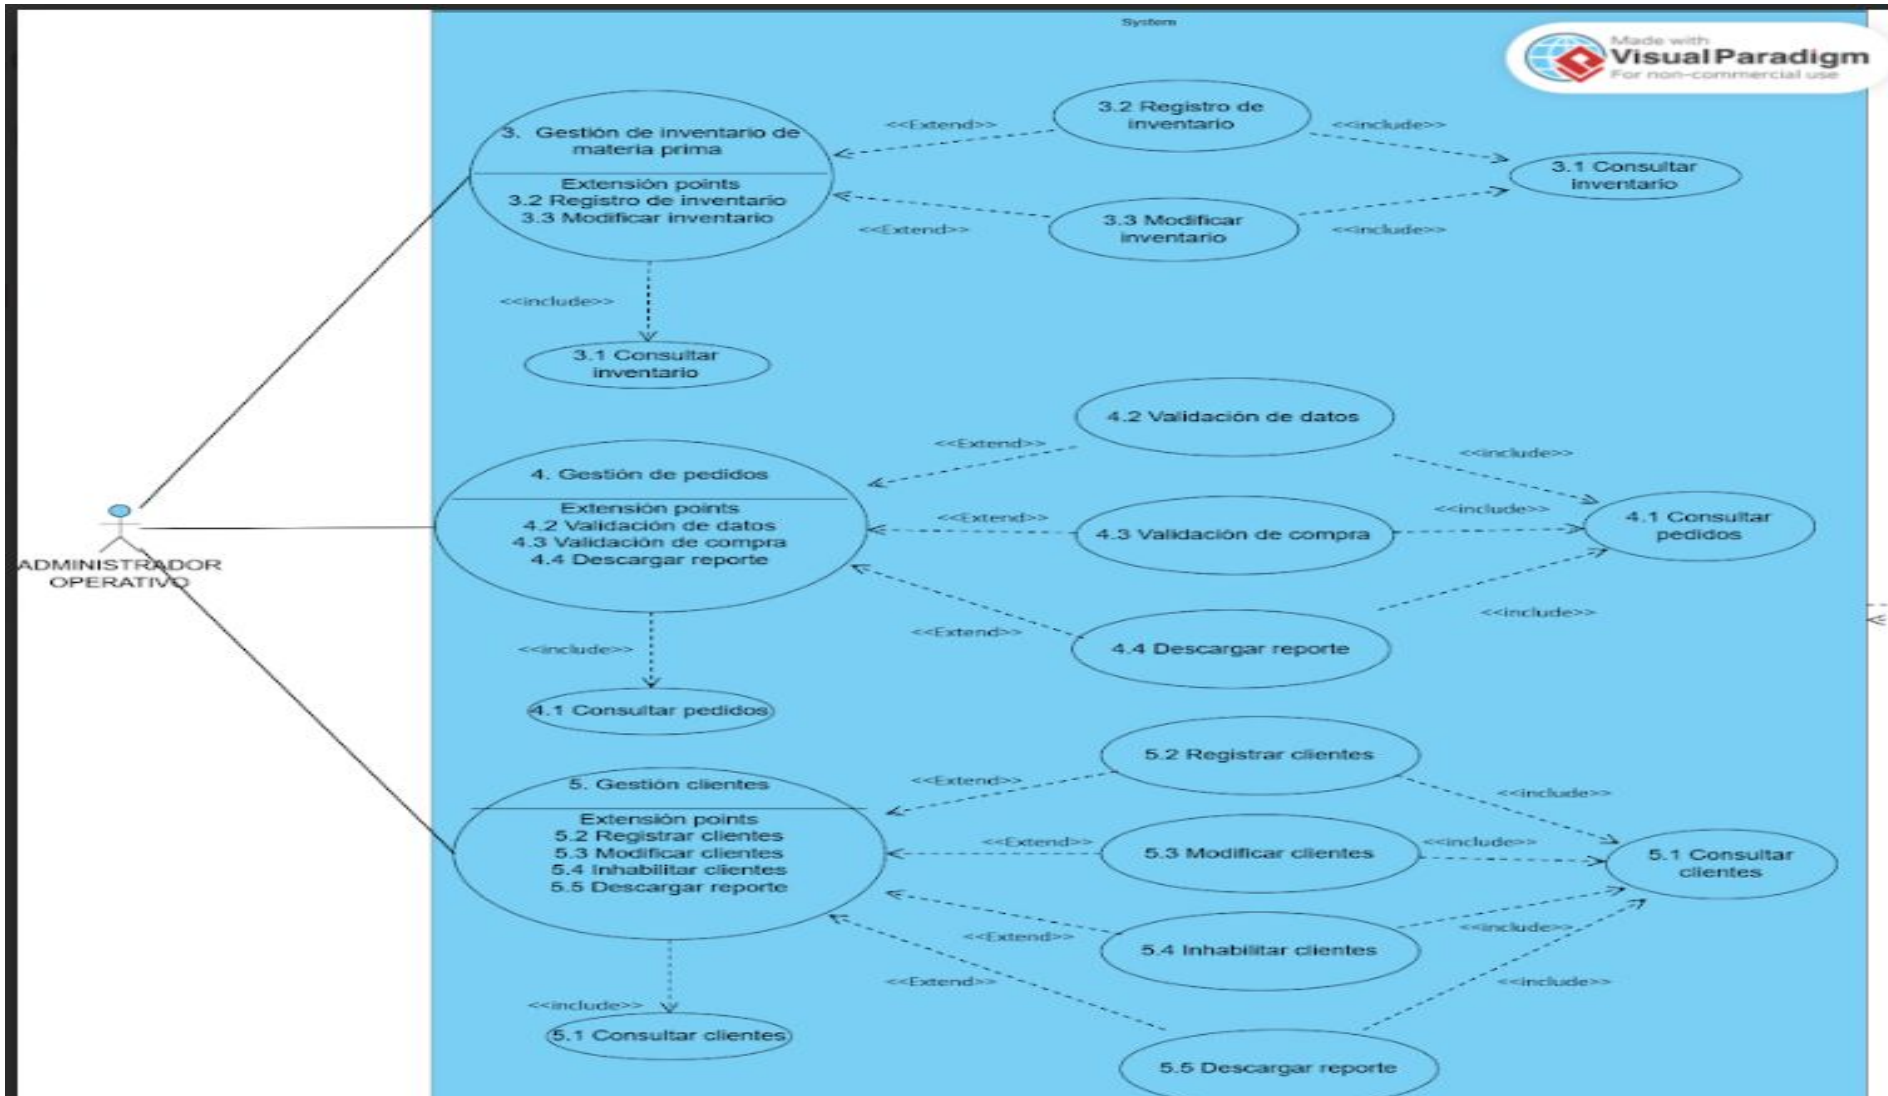 System
Made with
Visual Paradigm
For non-commercial use
3. Gestión de inventario de
materia prima
Extensión points
3.2 Registro de inventario
3.3 Modificar inventario
<<Extend>>
3.2 Registro de
inventario
<<include>>
3.1 Consultar
inventario
<<Extend>>
3.3 Modificar
inventario
<<include>>
<<include>>
3.1 Consultar
inventario
4.2 Validación de datos
<<Extend>>
<<include>>
4. Gestión de pedidos
Extensión points
4.2 Validación de datos
4.3 Validación de compra
4.4 Descargar reporte
<<Extend>>
4.3 Validación de compra
<<include>>
4.1 Consultar
pedidos
ADMINISTRADOR
OPERATIVO
<<Extend>>
4.4 Descargar reporte
<<include>>
<<include>>
4.1 Consultar pedidos
5.2 Registrar clientes
<<Extend>>
<<include>>
5. Gestión clientes
Extensión points
5.2 Registrar clientes
5.3 Modificar clientes
5.4 Inhabilitar clientes
5.5 Descargar reporte
<<Extend>>
5.3 Modificar clientes
<<include>>
5.1 Consultar
clientes
<<Extend>>
5.4 Inhabilitar clientes
<<include>>
<<Extend>>
<<include>>
<<include>>
5.1 Consultar clientes
5.5 Descargar reporte